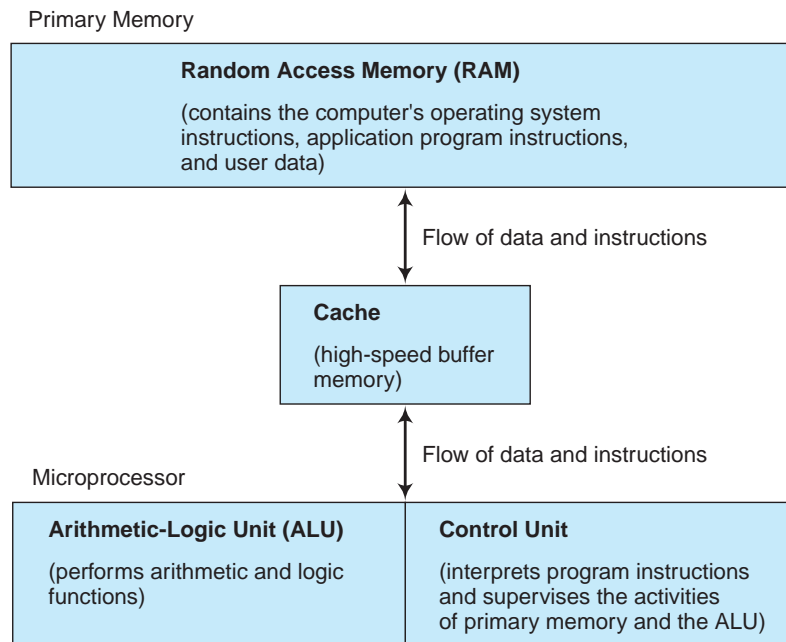 Primary Memory
Random Access Memory (RAM)
(contains the computer's operating system
instructions, application program instructions,
and user data)
Flow of data and instructions
Cache
(high-speed buffer
memory)
Flow of data and instructions
Microprocessor
Arithmetic-Logic Unit (ALU)
(performs arithmetic and logic
functions)
Control Unit
(interprets program instructions
and supervises the activities
of primary memory and the ALU)